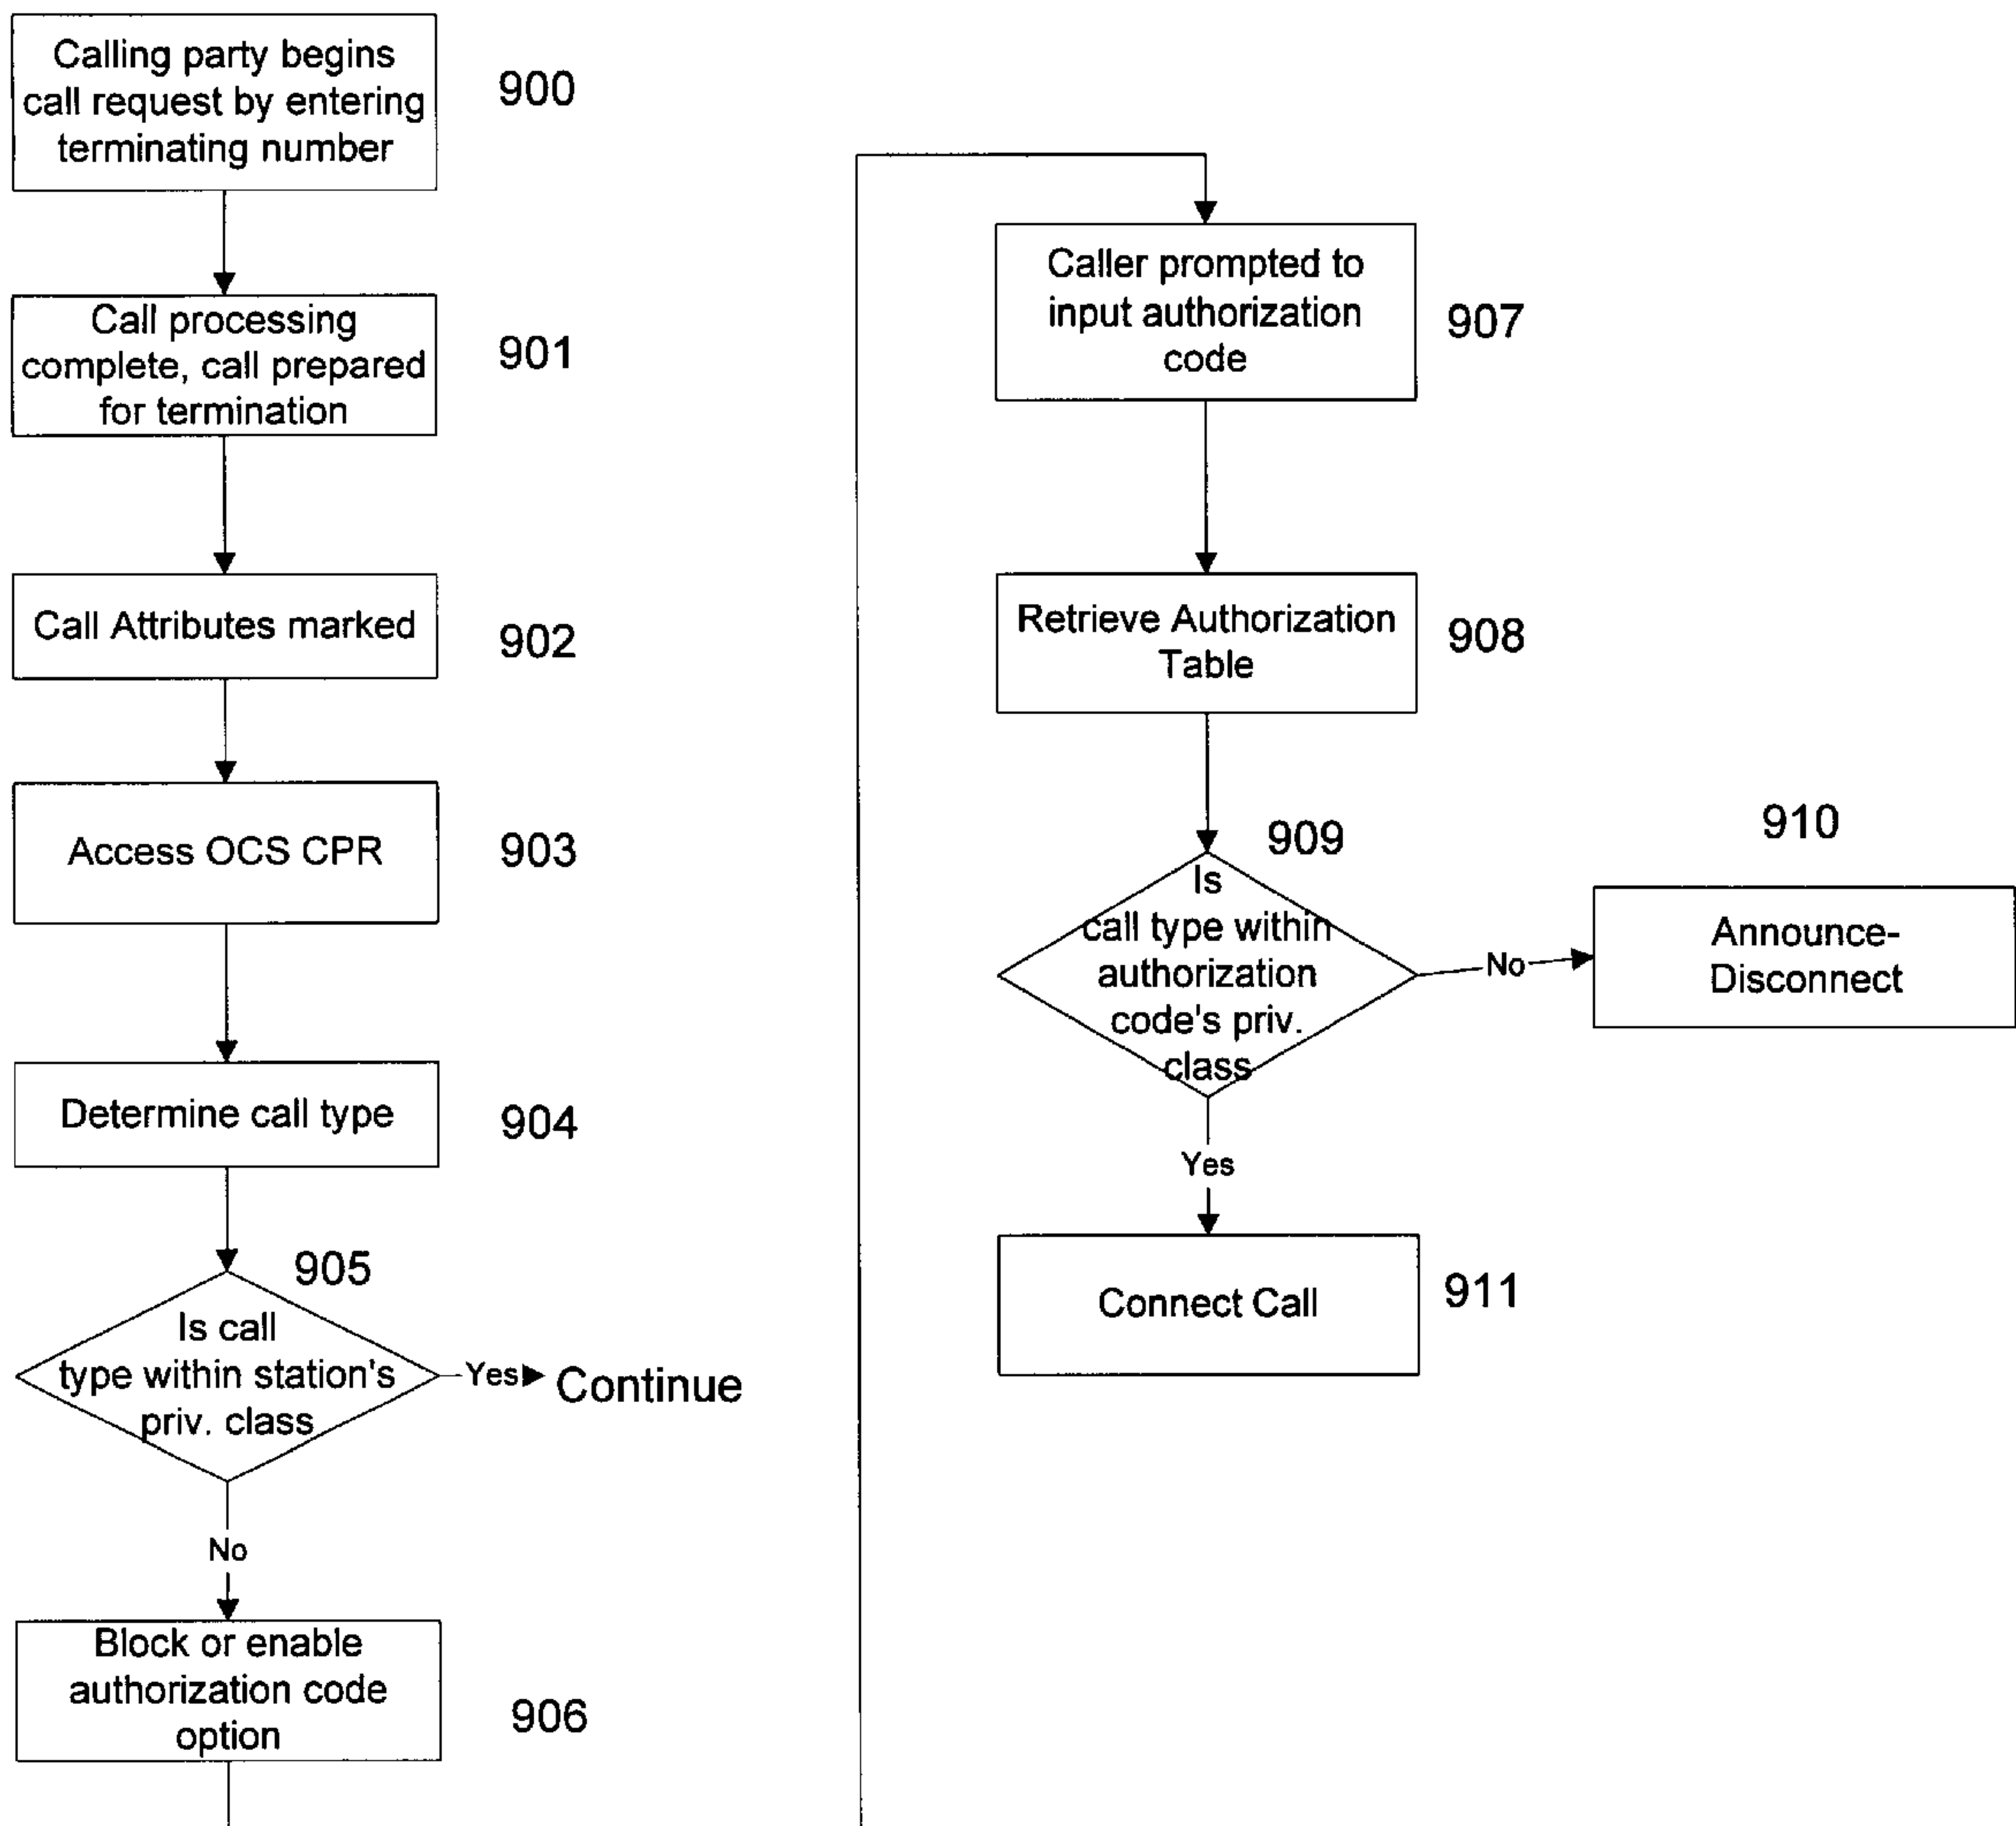 Calling party begins
call request by entering
terminating number
900
Call processing
complete, call prepared
for termination
901
Call Attributes marked
902
Access OCS CPR
903
Determine call type
904
905
Is call
type within station's
priv. class
Yes
Continue
No
Block or enable
authorization code
option
906
Caller prompted to
input authorization
code
907
Retrieve Authorization
Table
908
909
Is
call type within
authorization
code's priv.
class
No
910
Announce-
Disconnect
Yes
Connect Call
911